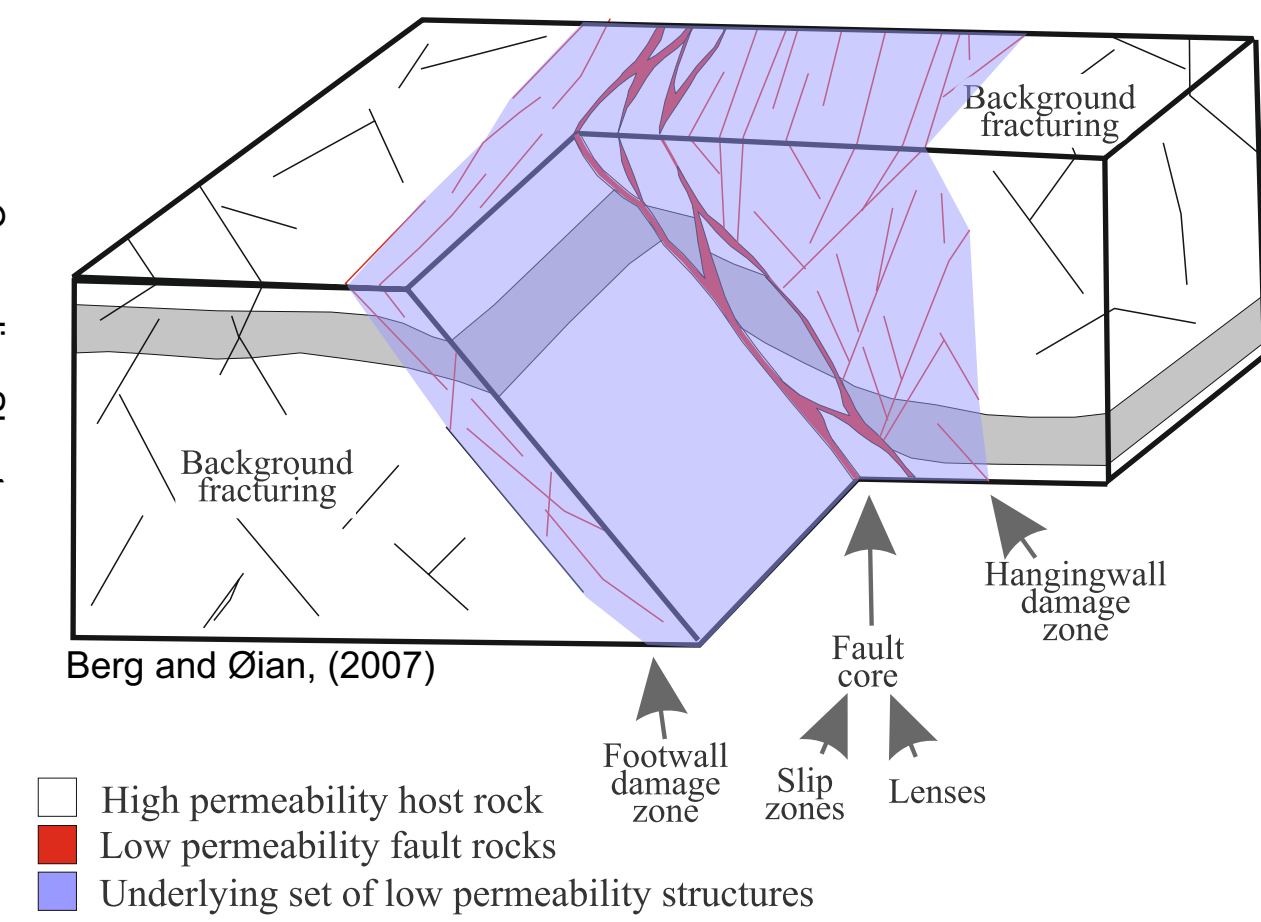 Background
fracturing
Background
fracturing
Hangingwall
damage
zone
Fault
core
Berg and Øian, (2007)
Footwall
damage
zone
Slip
zones
Lenses
High permeability host rock
Low permeability fault rocks
Underlying set of low permeability structures